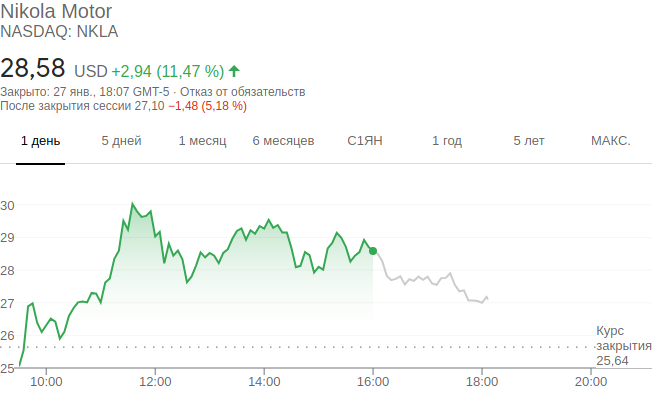 Nikola Motor
NASDAQ: NKLA
28,58 USD +2,94 (11,47 %)
Закрыто: 27 янв., 18:07 GMT-5 · Отказ от обязательств
После закрытия сессии 27,10 −1,48 (5,18 %)
1 день 5 дней 1 месяц 6 месяцев С1ЯН 1 год 5 лет МАКС.
30
29
28
27
26
25
Курс
закрытия
25,64
10:00 12:00 14:00 16:00 18:00 20:00